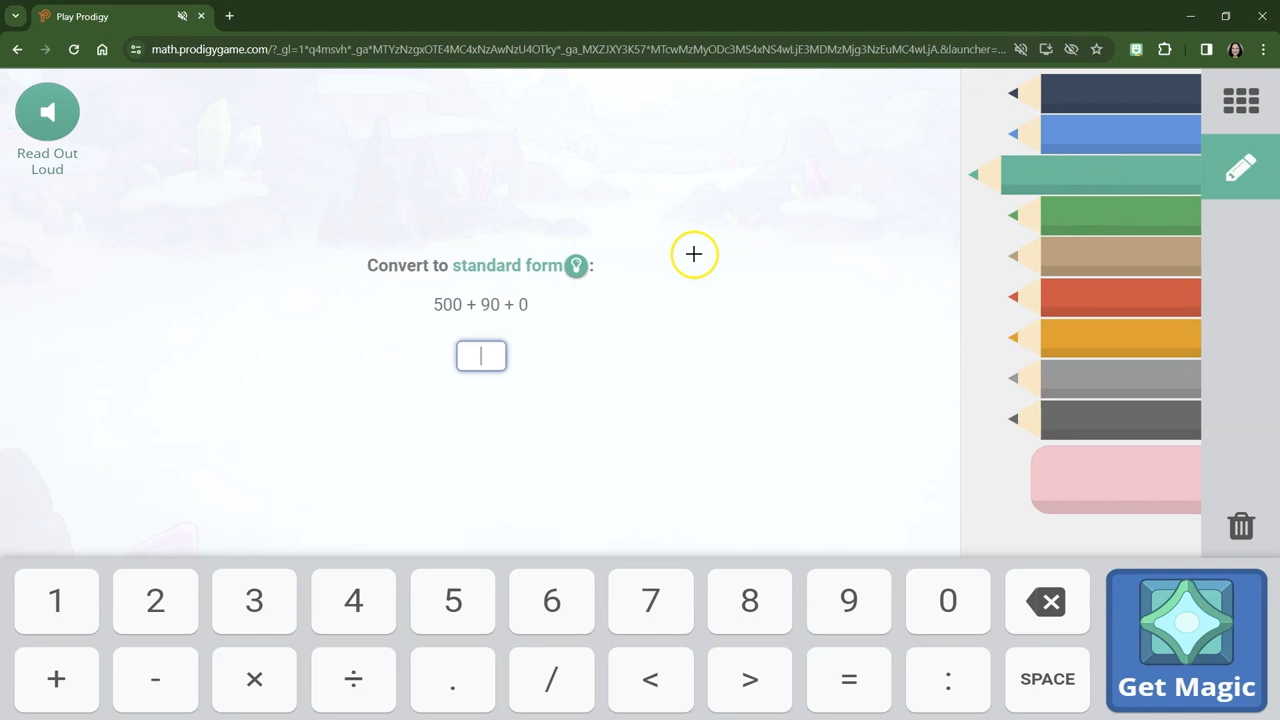 Play Prodigy
math.prodigygame.com/?_gl=1*q4msvh*_ga*MTYzNzgxOTE4MC4xNzAwNzU4OTky*_ga_MXZJXY3K57*MTcwMzMyODc3MS4xNS4wLjE3MDMzMjg3NzEuMC4wLjA.&launcher=...
Read Out
Loud
Convert to standard form:
500 + 90 + 0
1 2 3 4 5 6 7 8 9 0
+ - × ÷ . / < > = : SPACE
Get Magic